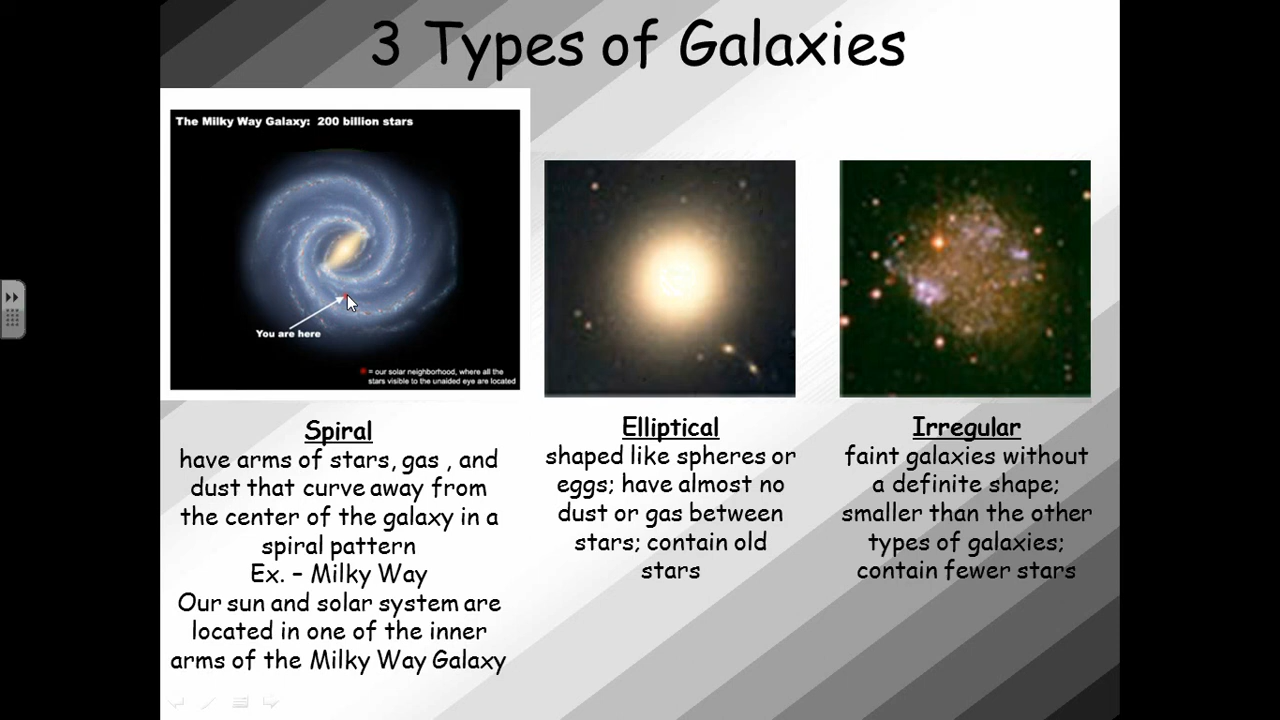 3 Types of Galaxies
The Milky Way Galaxy: 200 billion stars
You are here
= our solar neighborhood, where all the
stars visible to the unaided eye are located
Spiral
have arms of stars, gas , and
dust that curve away from
the center of the galaxy in a
spiral pattern
Ex. – Milky Way
Our sun and solar system are
located in one of the inner
arms of the Milky Way Galaxy
Elliptical
shaped like spheres or
eggs; have almost no
dust or gas between
stars; contain old
stars
Irregular
faint galaxies without
a definite shape;
smaller than the other
types of galaxies;
contain fewer stars